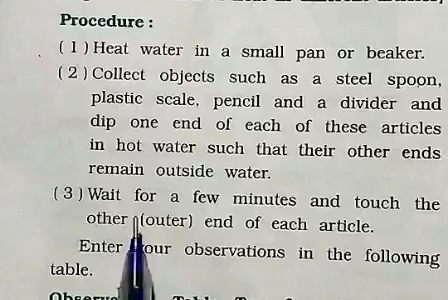 Procedure :
( 1 ) Heat water in a small pan or beaker.
( 2 ) Collect objects such as a steel spoon,
plastic scale, pencil and a divider and
dip one end of each of these articles
in hot water such that their other ends
remain outside water.
( 3 ) Wait for a few minutes and touch the
other (outer) end of each article.
Enter your observations in the following
table.